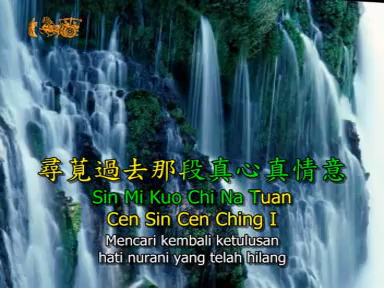 尋覓過去那段真心真情意
Sin Mi Kuo Chi Na Tuan
Cen Sin Cen Ching I
Mencari kembali ketulusan
hati nurani yang telah hilang